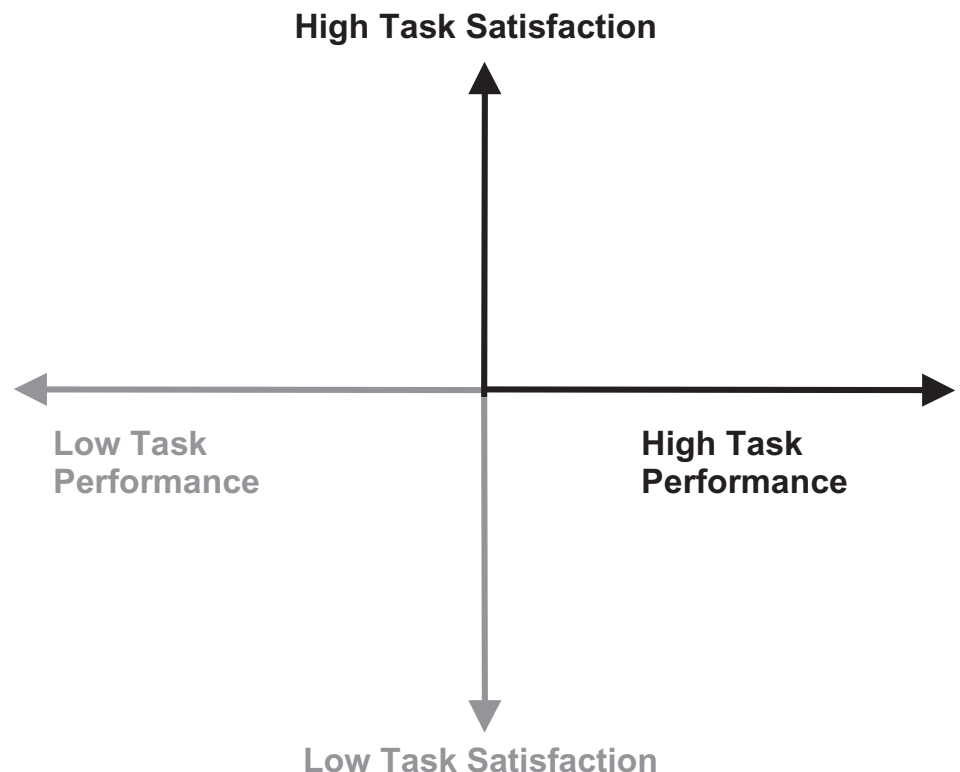 High Task Satisfaction
Low Task
Performance
High Task
Performance
Low Task Satisfaction